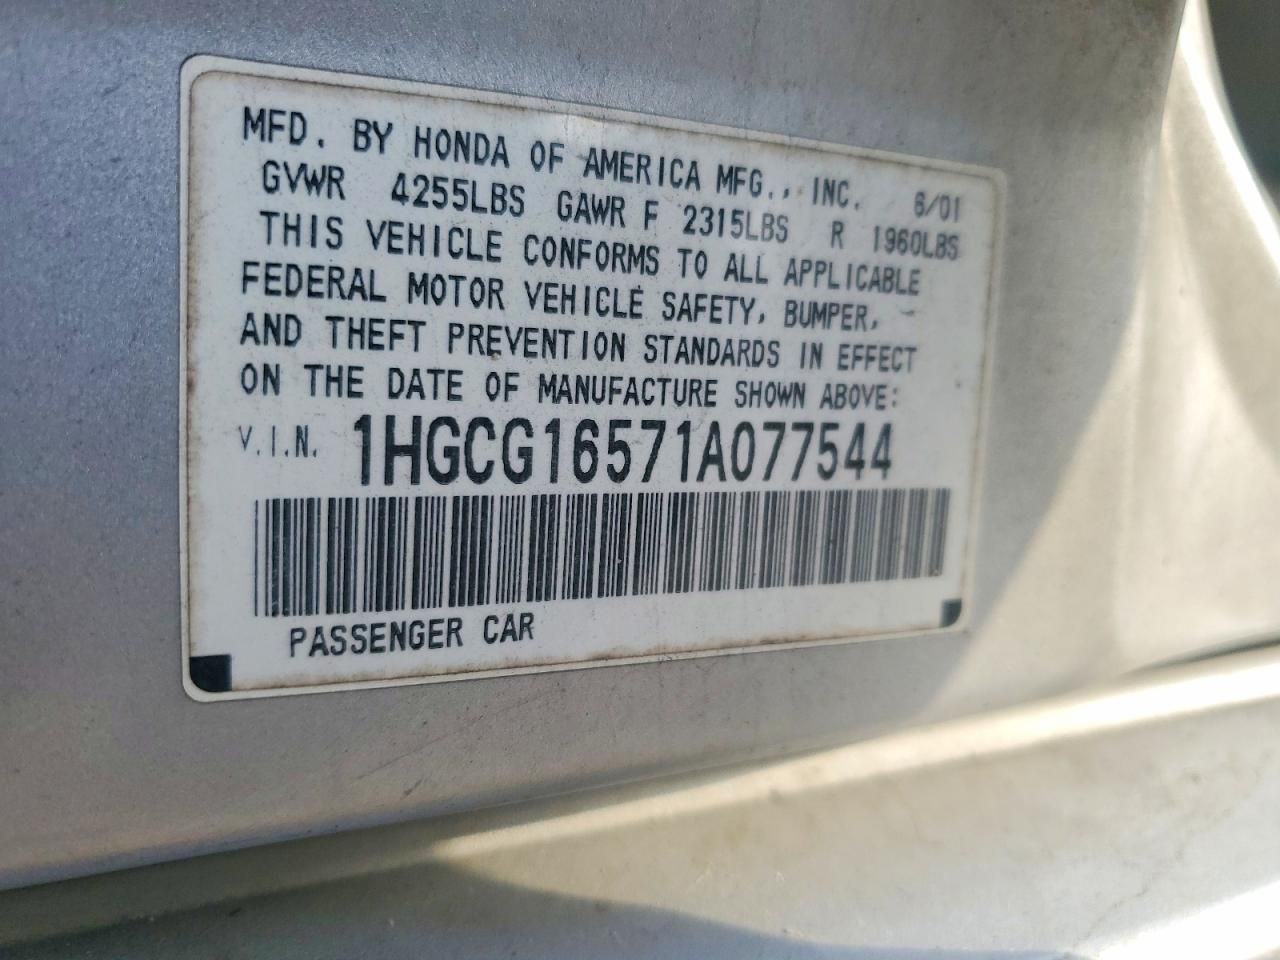 MFD. BY HONDA OF AMERICA MFG., INC. 6/01
GVWR 4255LBS GAWR F 2315LBS R 1960LBS
THIS VEHICLE CONFORMS TO ALL APPLICABLE
FEDERAL MOTOR VEHICLE SAFETY, BUMPER,
AND THEFT PREVENTION STANDARDS IN EFFECT
ON THE DATE OF MANUFACTURE SHOWN ABOVE:
V.I.N. 1HGCG16571A077544
PASSENGER CAR